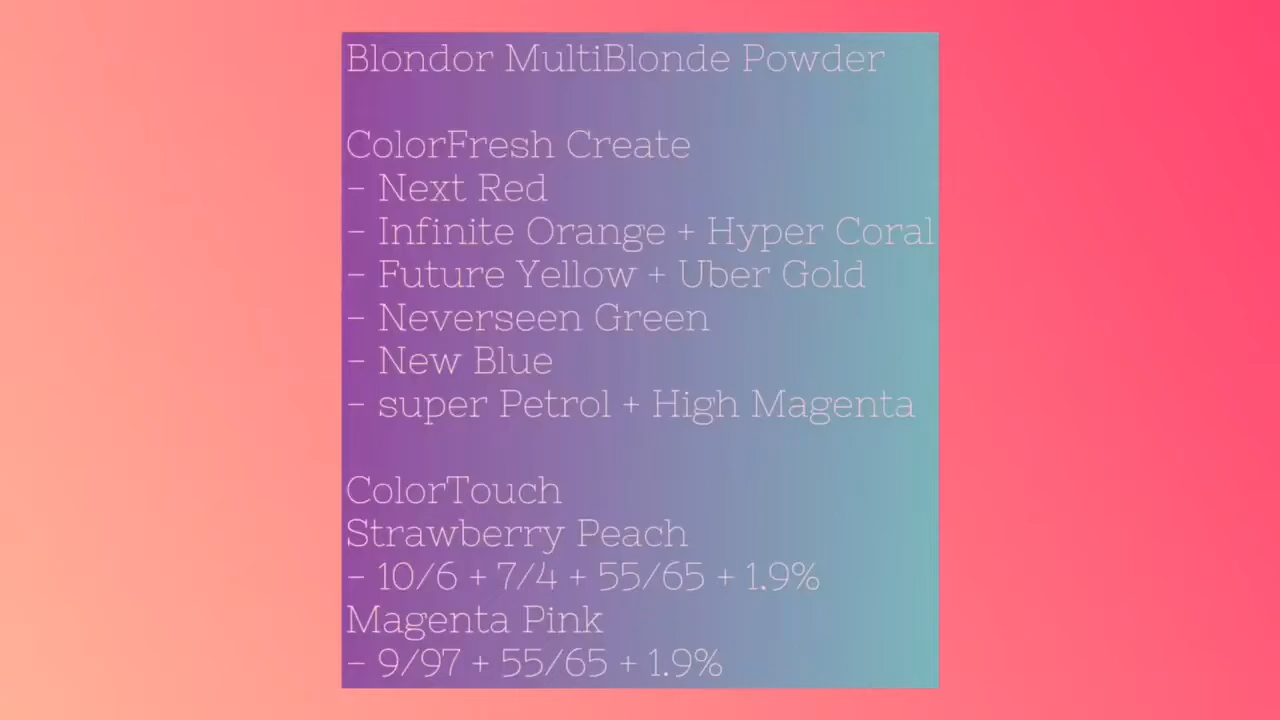 Blondor MultiBlonde Powder
ColorFresh Create
- Next Red
- Infinite Orange + Hyper Coral
- Future Yellow + Uber Gold
- Neverseen Green
- New Blue
- super Petrol + High Magenta
ColorTouch
Strawberry Peach
- 10/6 + 7/4 + 55/65 + 1.9%
Magenta Pink
- 9/97 + 55/65 + 1.9%